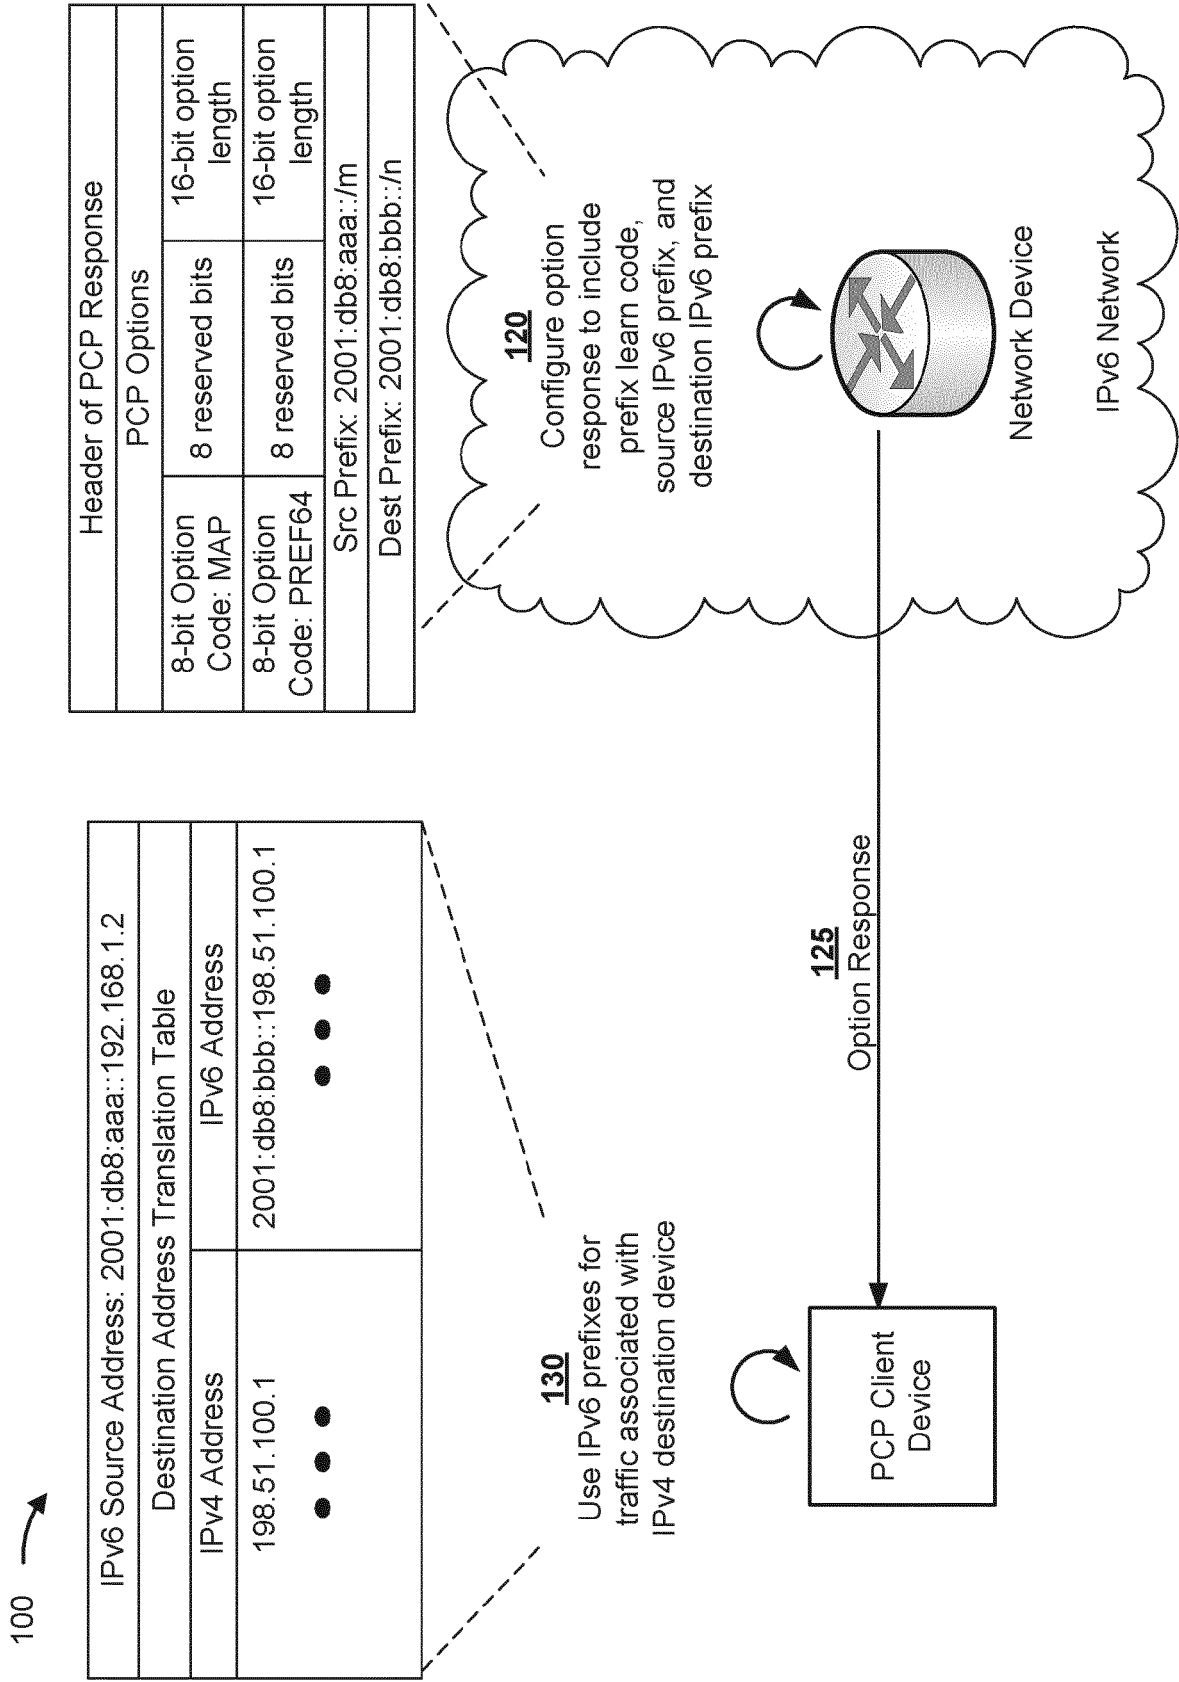 100
IPv6 Source Address: 2001:db8:aaa::192.168.1.2
Destination Address Translation Table
IPv4 Address
IPv6 Address
198.51.100.1
2001:db8:bbb::198.51.100.1
130
Use IPv6 prefixes for
traffic associated with
IPv4 destination device
PCP Client
Device
125
Option Response
Header of PCP Response
PCP Options
8-bit Option
Code: MAP
8 reserved bits
16-bit option
length
8-bit Option
Code: PREF64
8 reserved bits
16-bit option
length
Src Prefix: 2001:db8:aaa::/m
Dest Prefix: 2001:db8:bbb::/n
120
Configure option
response to include
prefix learn code,
source IPv6 prefix, and
destination IPv6 prefix
Network Device
IPv6 Network